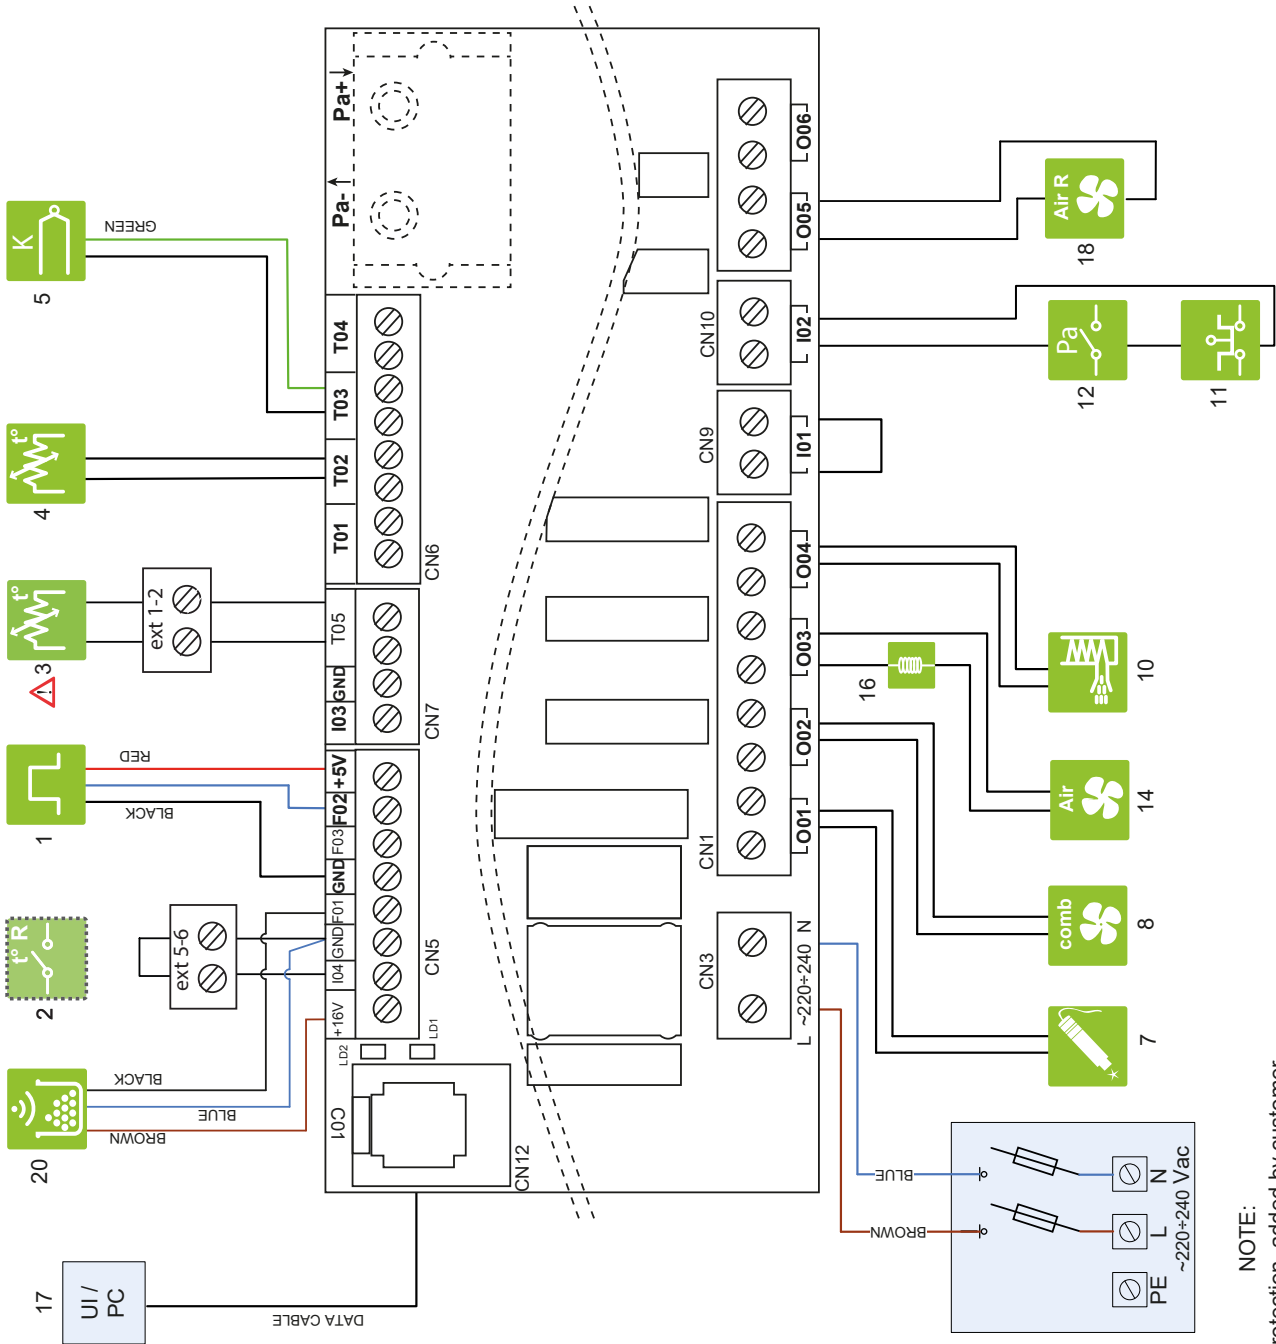 K
5
GREEN
t°
4
t°
3
ext 1-2
1
RED
BLACK
t° R
2
ext 5-6
20
BLACK
BLUE
BROWN
17
UI /
PC
DATA CABLE
Pa+
Pa-
T04
T03
T02
T01
CN6
T05
GND
I03
CN7
+5V
F02
F03
GND
F01
GND
I04
+16V
CN5
LD2
LD1
C01
CN12
L O06
L O05
CN10
L I02
CN9
L I01
L O04
L O03
L O02
L O01
CN1
CN3
L ~220÷240 N
Air R
18
Pa
12
11
16
10
Air
14
comb
8
7
BLUE
BROWN
N
L
PE
~220÷240 Vac
NOTE:
added by customer